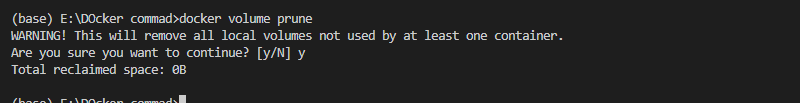 (base) E:\DOcker commad>docker volume prune
WARNING! This will remove all local volumes not used by at least one container.
Are you sure you want to continue? [y/N] y
Total reclaimed space: 0B
(base) E:\DOcker commad>